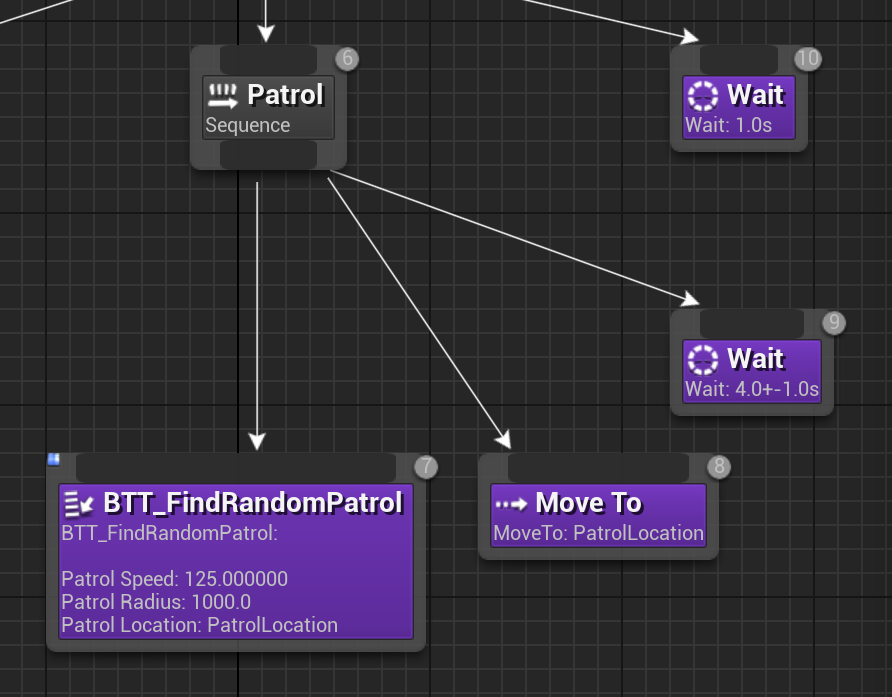 6
Patrol
Sequence
10
Wait
Wait: 1.0s
9
Wait
Wait: 4.0+-1.0s
7
BTT_FindRandomPatrol
BTT_FindRandomPatrol:
Patrol Speed: 125.000000
Patrol Radius: 1000.0
Patrol Location: PatrolLocation
8
Move To
MoveTo: PatrolLocation